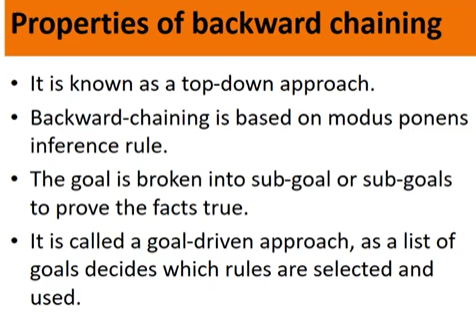 Properties of backward chaining
• It is known as a top-down approach.
• Backward-chaining is based on modus ponens
inference rule.
• The goal is broken into sub-goal or sub-goals
to prove the facts true.
• It is called a goal-driven approach, as a list of
goals decides which rules are selected and
used.